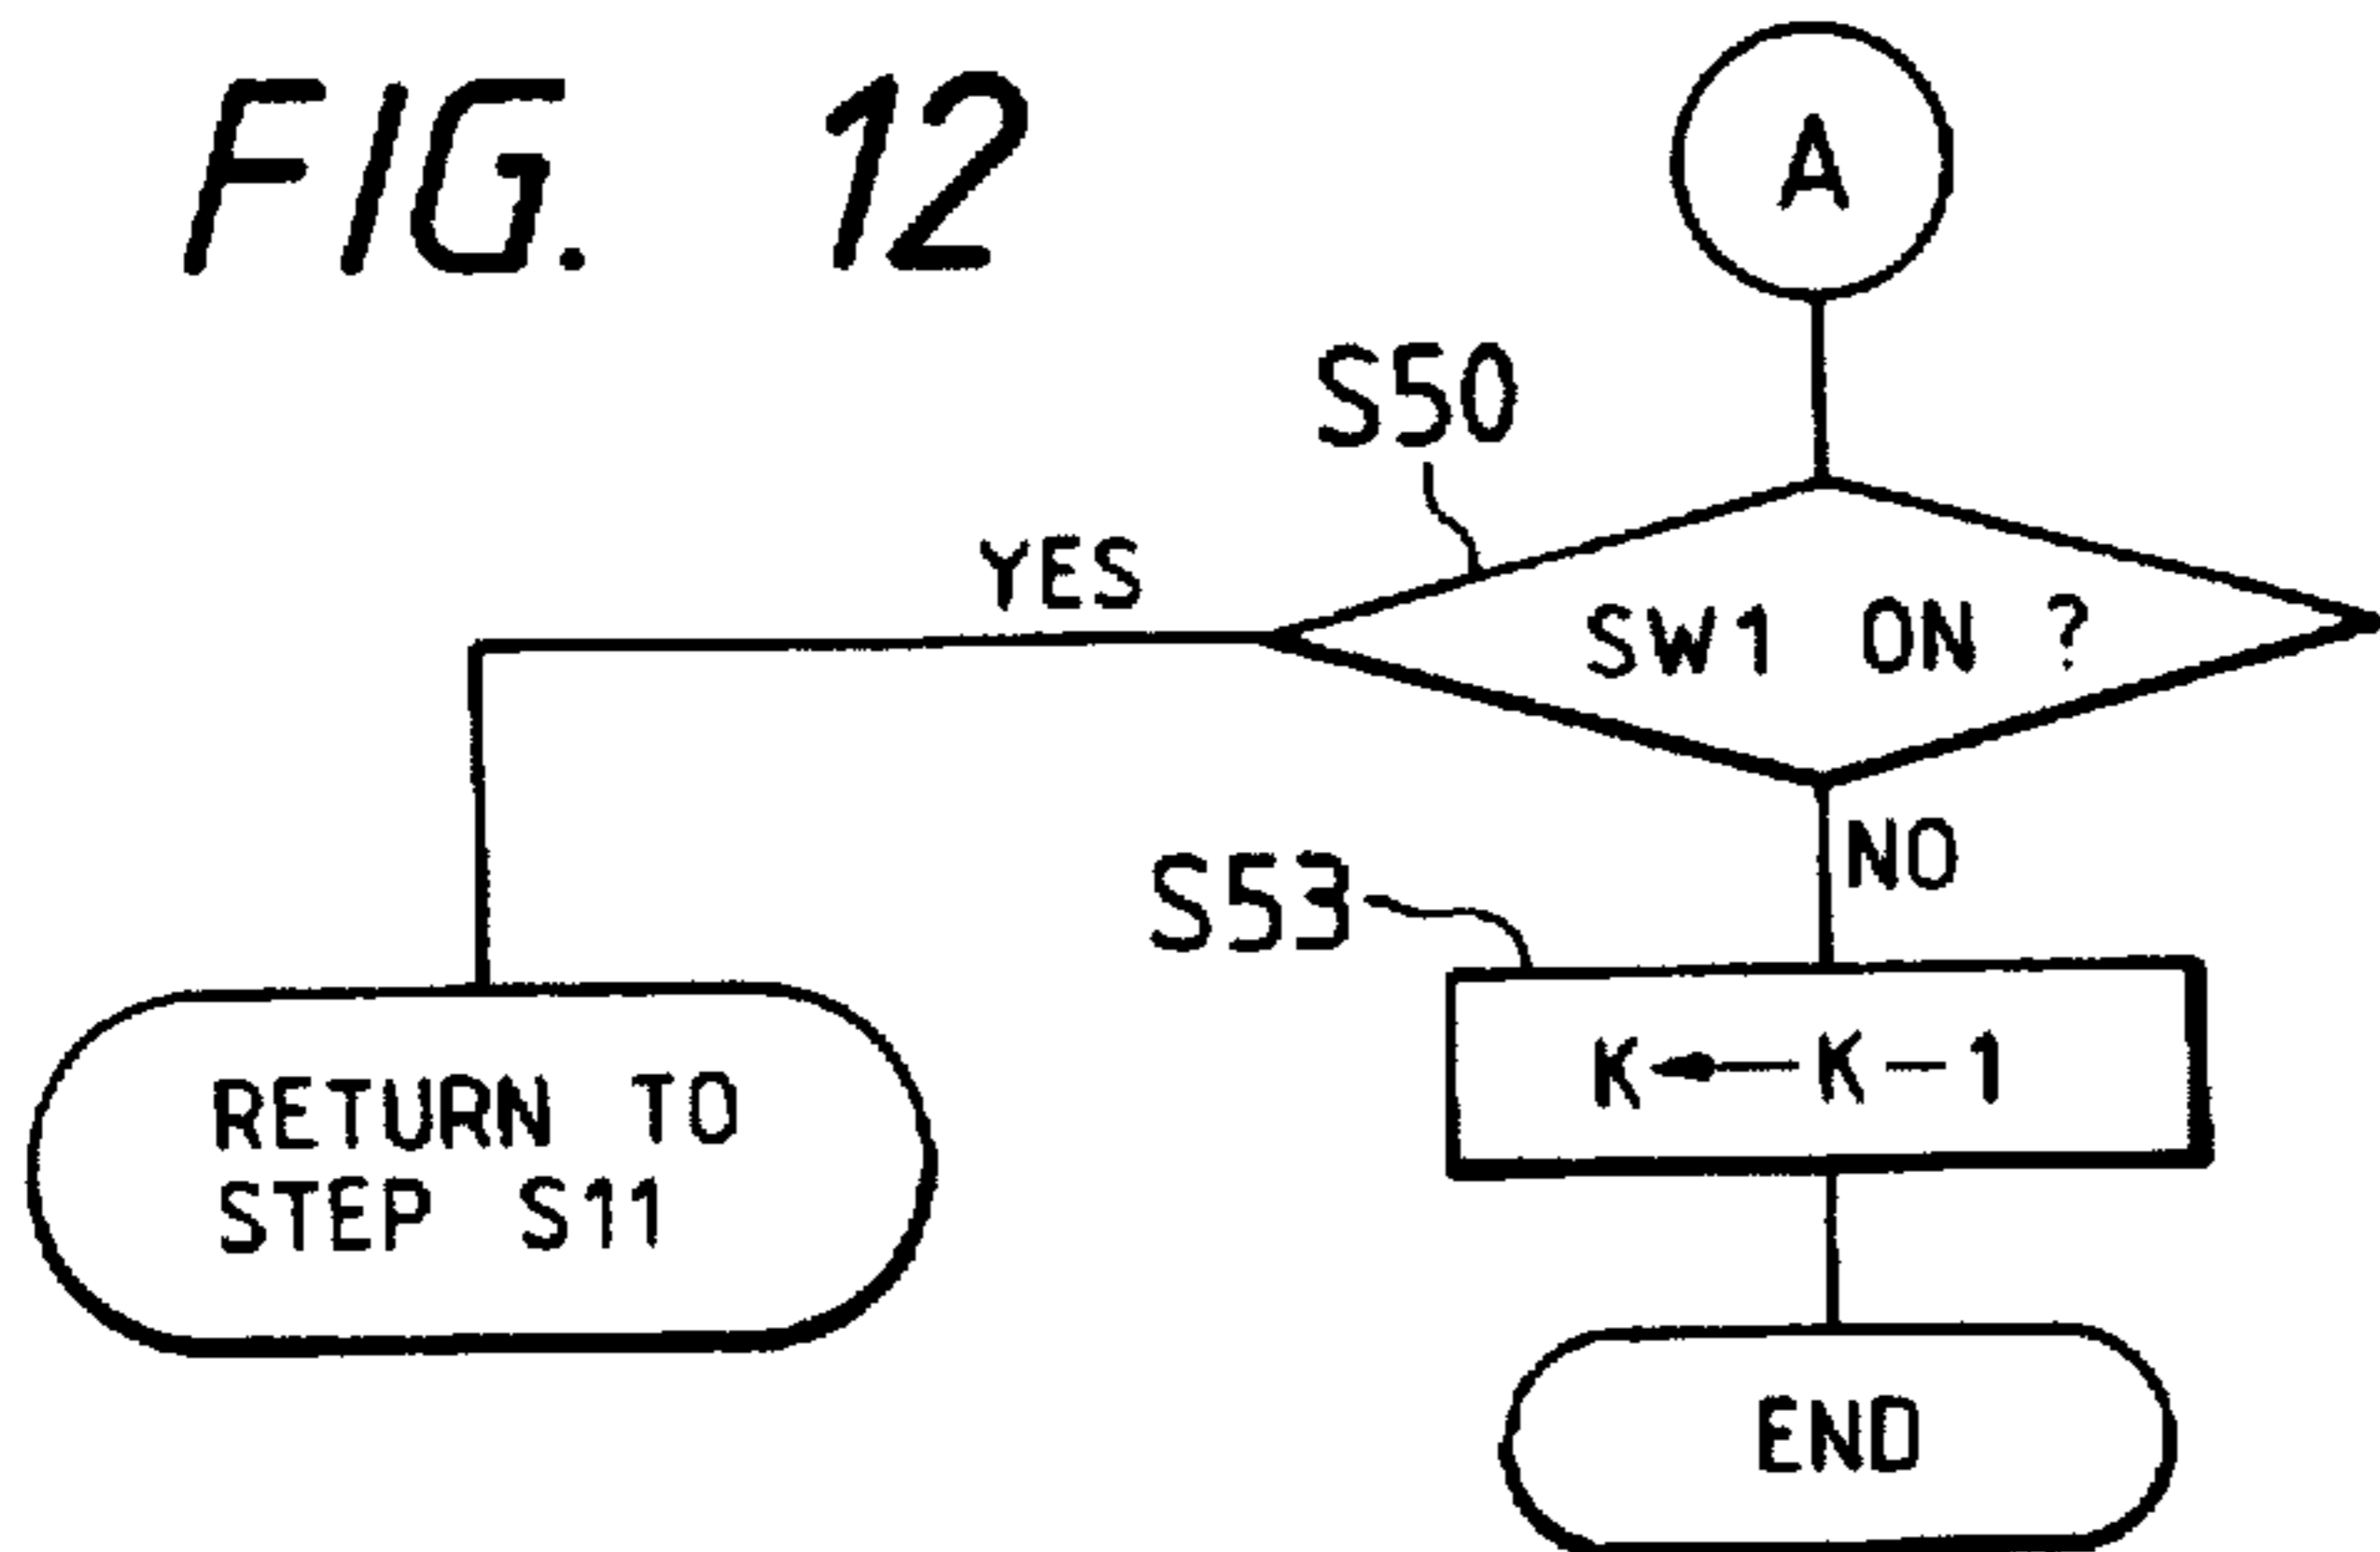 FIG. 12
A
S50
YES
SW1 ON ?
NO
S53
K←K-1
RETURN TO
STEP S11
END